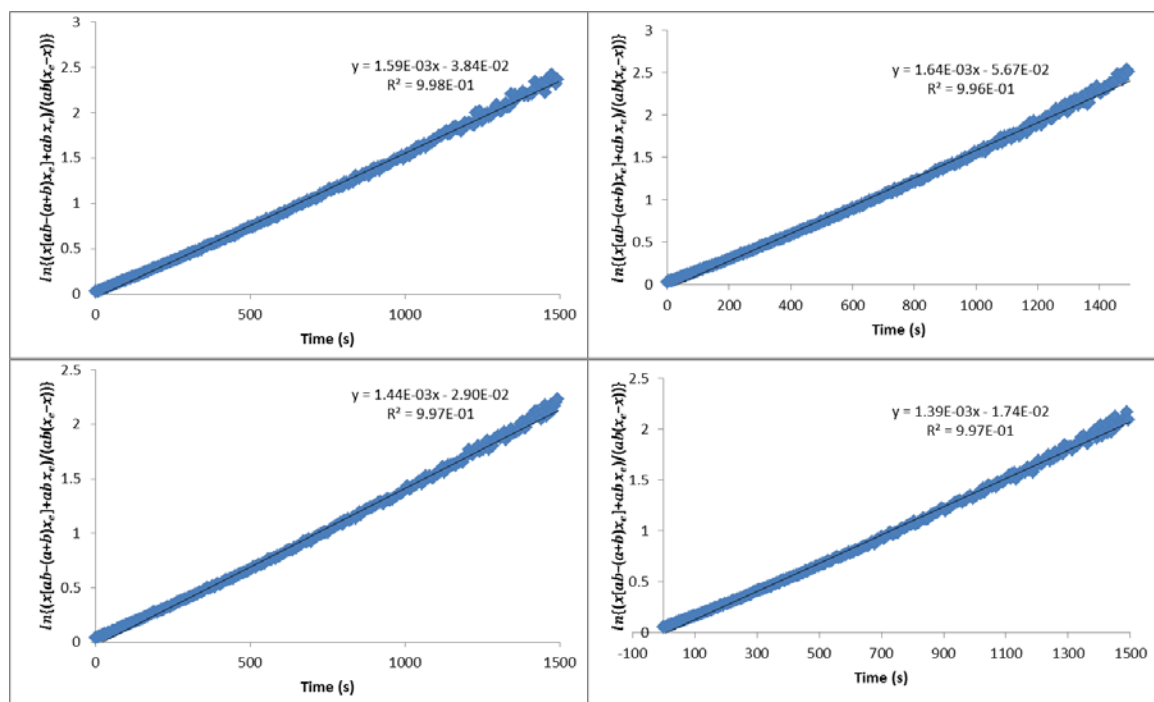 ln{(x[ab−(a+b)xₑ]+ab xₑ)/(ab(xₑ−x))}
3
2.5
2
1.5
1
0.5
0
y = 1.59E-03x - 3.84E-02
R² = 9.98E-01
0 500 1000 1500
Time (s)
ln{(x[ab−(a+b)xₑ]+ab xₑ)/(ab(xₑ−x))}
3
2.5
2
1.5
1
0.5
0
y = 1.64E-03x - 5.67E-02
R² = 9.96E-01
0 200 400 600 800 1000 1200 1400
Time (s)
ln{(x[ab−(a+b)xₑ]+ab xₑ)/(ab(xₑ−x))}
2.5
2
1.5
1
0.5
0
y = 1.44E-03x - 2.90E-02
R² = 9.97E-01
0 500 1000 1500
Time (s)
ln{(x[ab−(a+b)xₑ]+ab xₑ)/(ab(xₑ−x))}
2.5
2
1.5
1
0.5
0
y = 1.39E-03x - 1.74E-02
R² = 9.97E-01
-100 100 300 500 700 900 1100 1300 1500
Time (s)